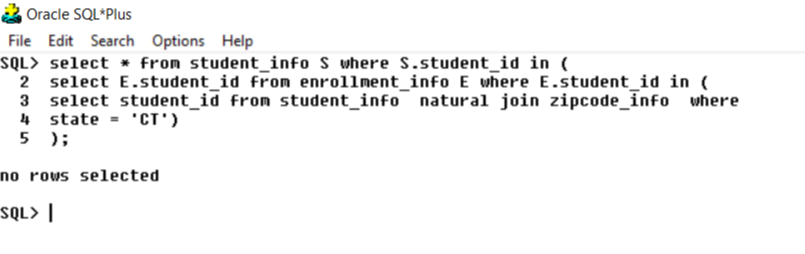 Oracle SQL*Plus
File Edit Search Options Help
SQL> select * from student_info S where S.student_id in (
2 select E.student_id from enrollment_info E where E.student_id in (
3 select student_id from student_info natural join zipcode_info where
4 state = 'CT')
5 );
no rows selected
SQL>